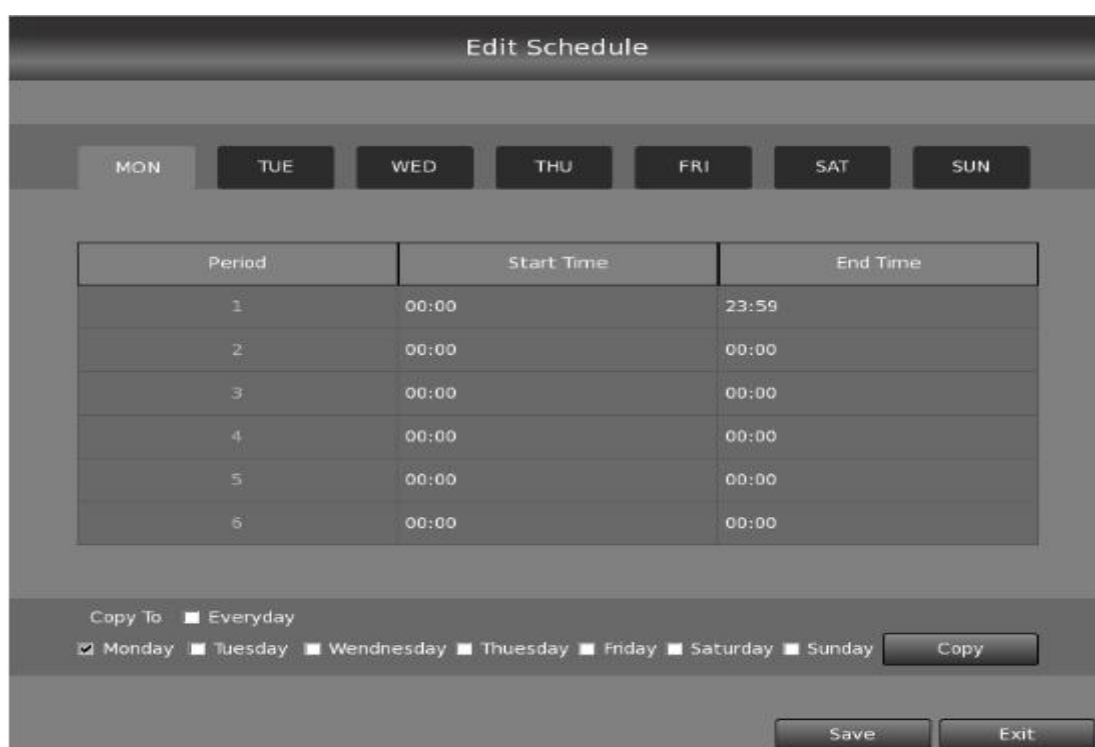 Edit Schedule
MON TUE WED THU FRI SAT SUN
Period Start Time End Time
1 00:00 23:59
2 00:00 00:00
3 00:00 00:00
4 00:00 00:00
5 00:00 00:00
6 00:00 00:00
Copy To Everyday
Monday Tuesday Wendnesday Thuesday Friday Saturday Sunday Copy
Save Exit